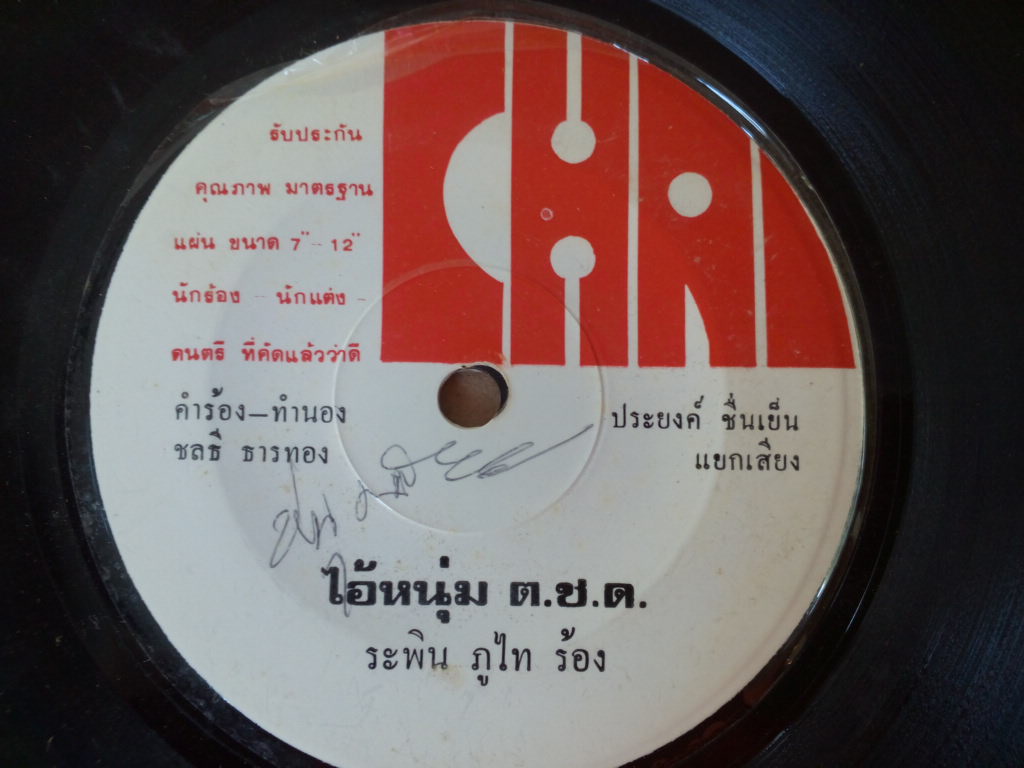 CHAI
รับประกัน
คุณภาพ มาตรฐาน
แผ่น ขนาด 7" - 12"
นักร้อง - นักแต่ง -
ดนตรี ที่คัดแล้วว่าดี
คำร้อง—ทำนอง
ชลธี ธารทอง
ประยงค์ ชื่นเย็น
แยกเสียง
ไอ้หนุ่ม ต.ช.ด.
ระพิน ภูไท ร้อง